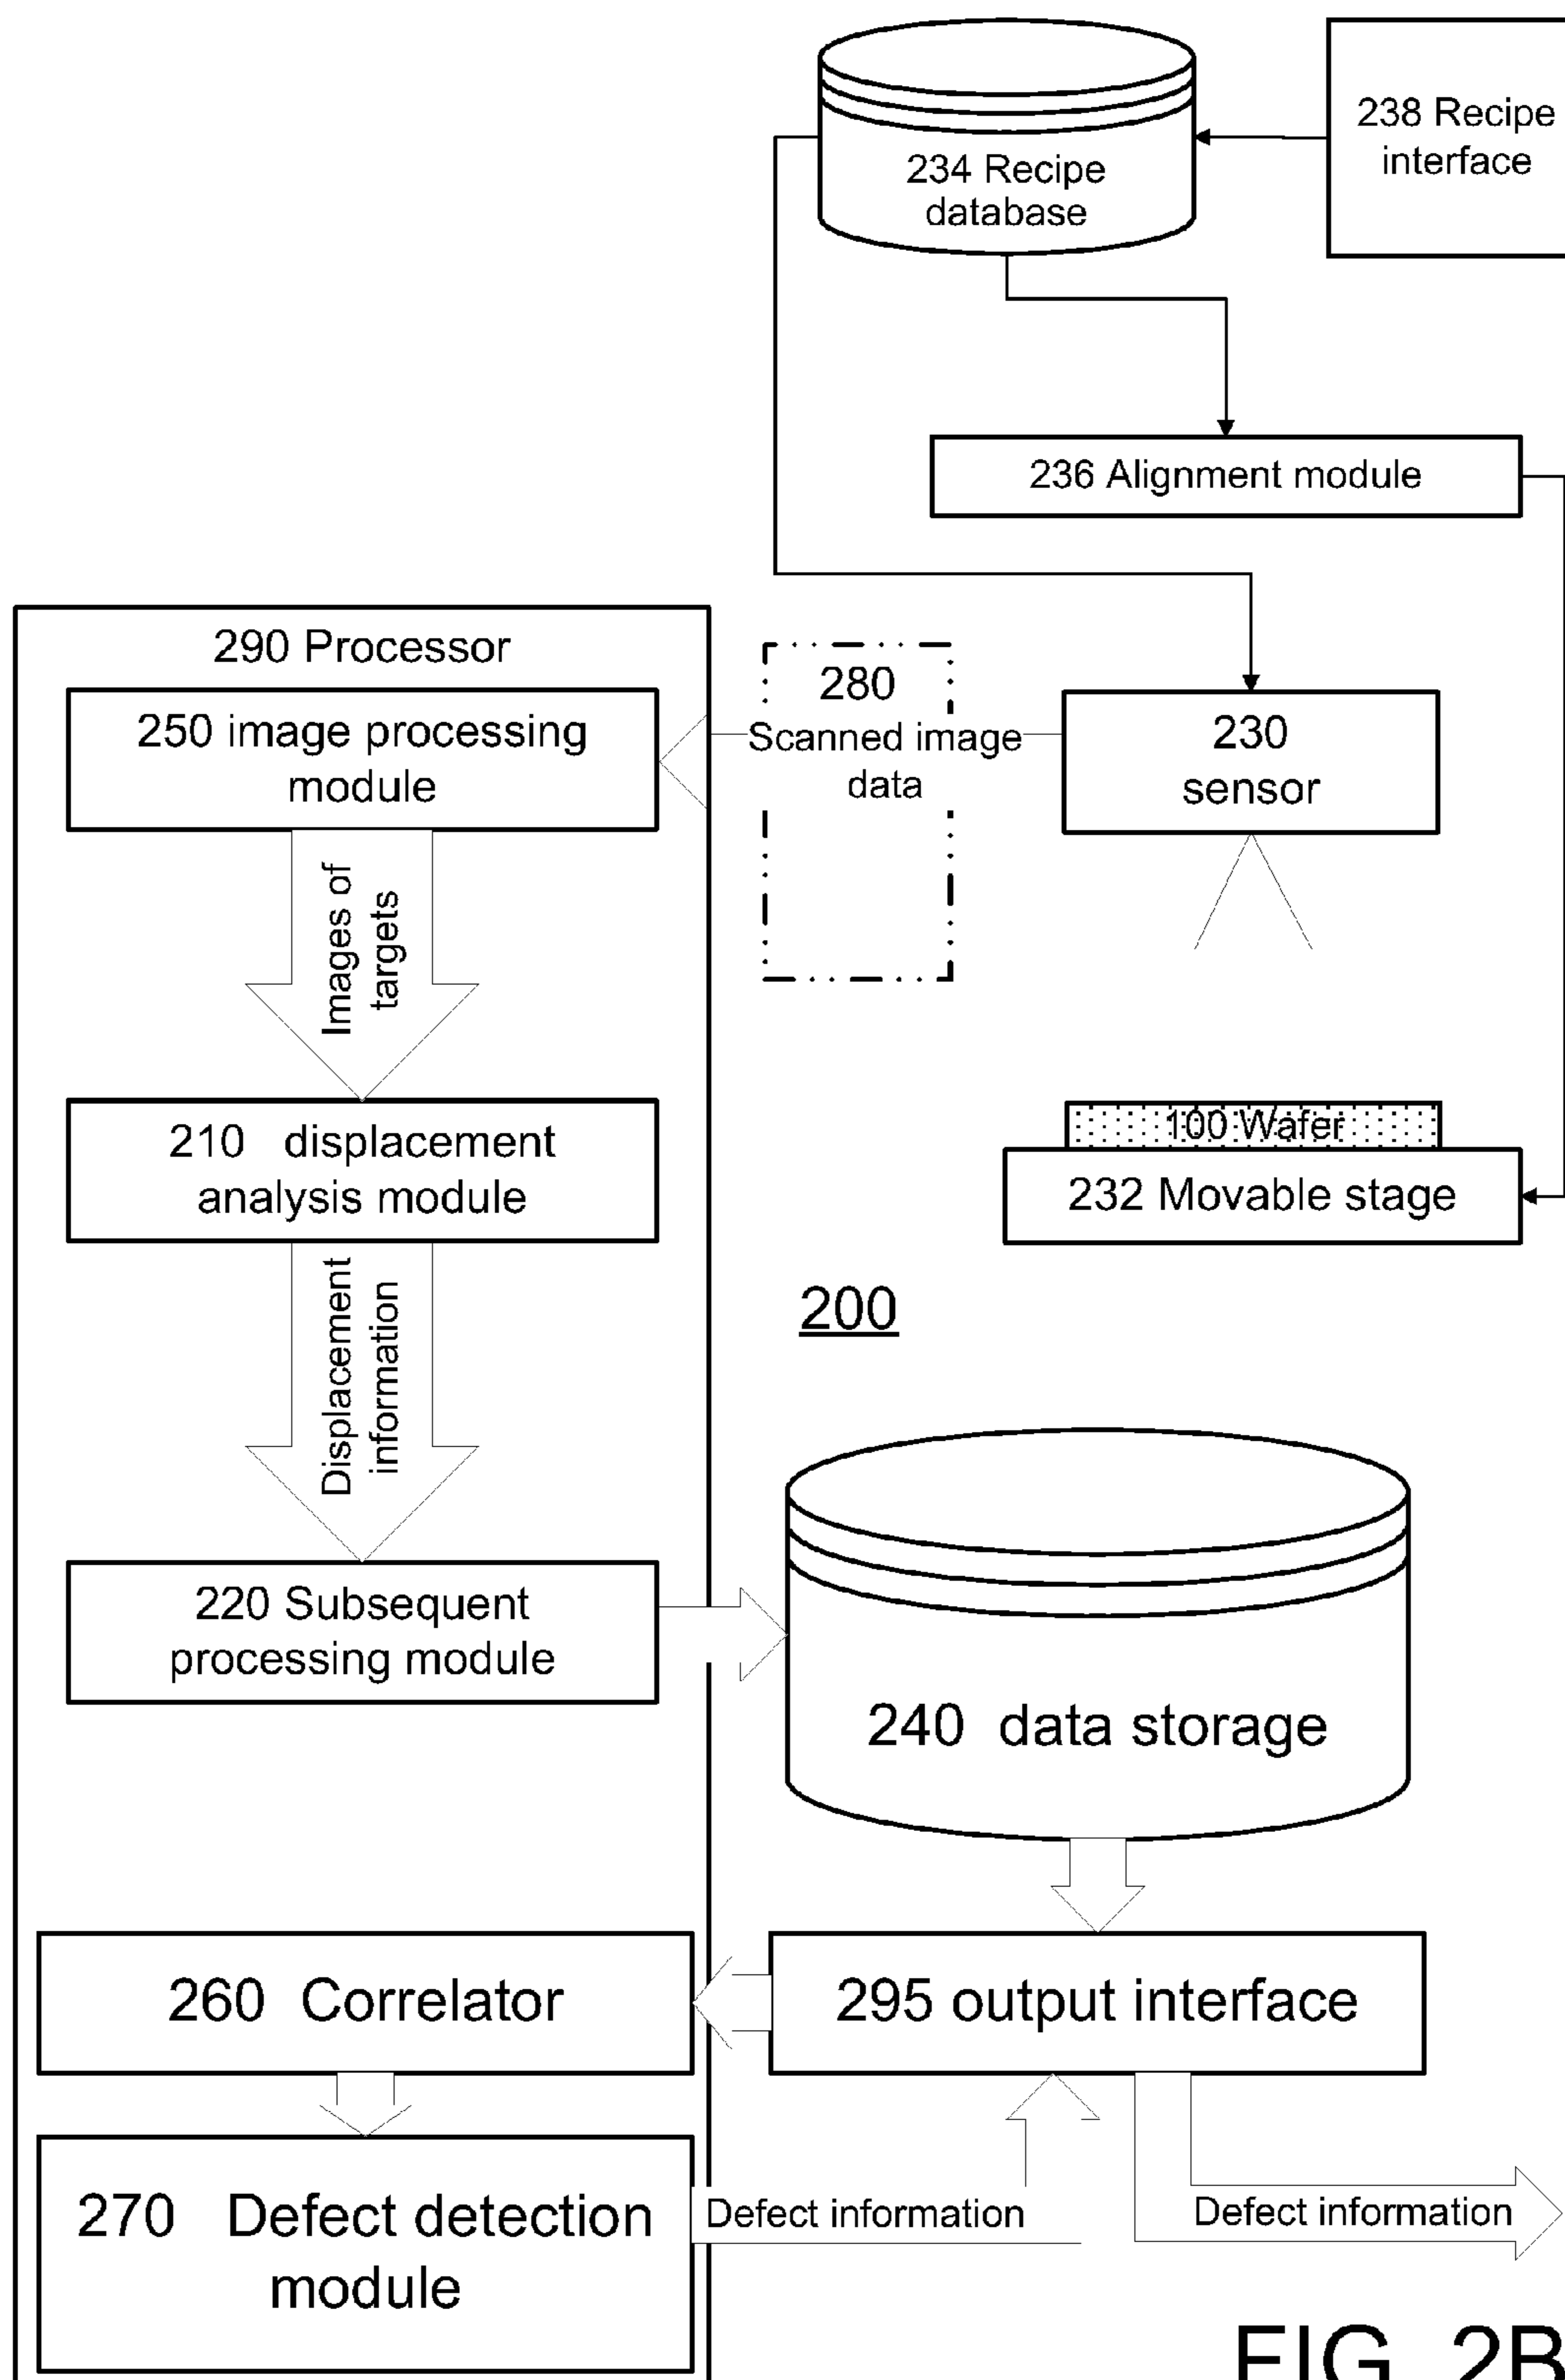 238 Recipe
interface
234 Recipe
database
236 Alignment module
290 Processor
250 image processing
module
280
Scanned image
data
230
sensor
Images of
targets
210 displacement
analysis module
100 Wafer
232 Movable stage
200
Displacement
information
220 Subsequent
processing module
240 data storage
260 Correlator
295 output interface
270 Defect detection
module
Defect information
Defect information
FIG. 2B